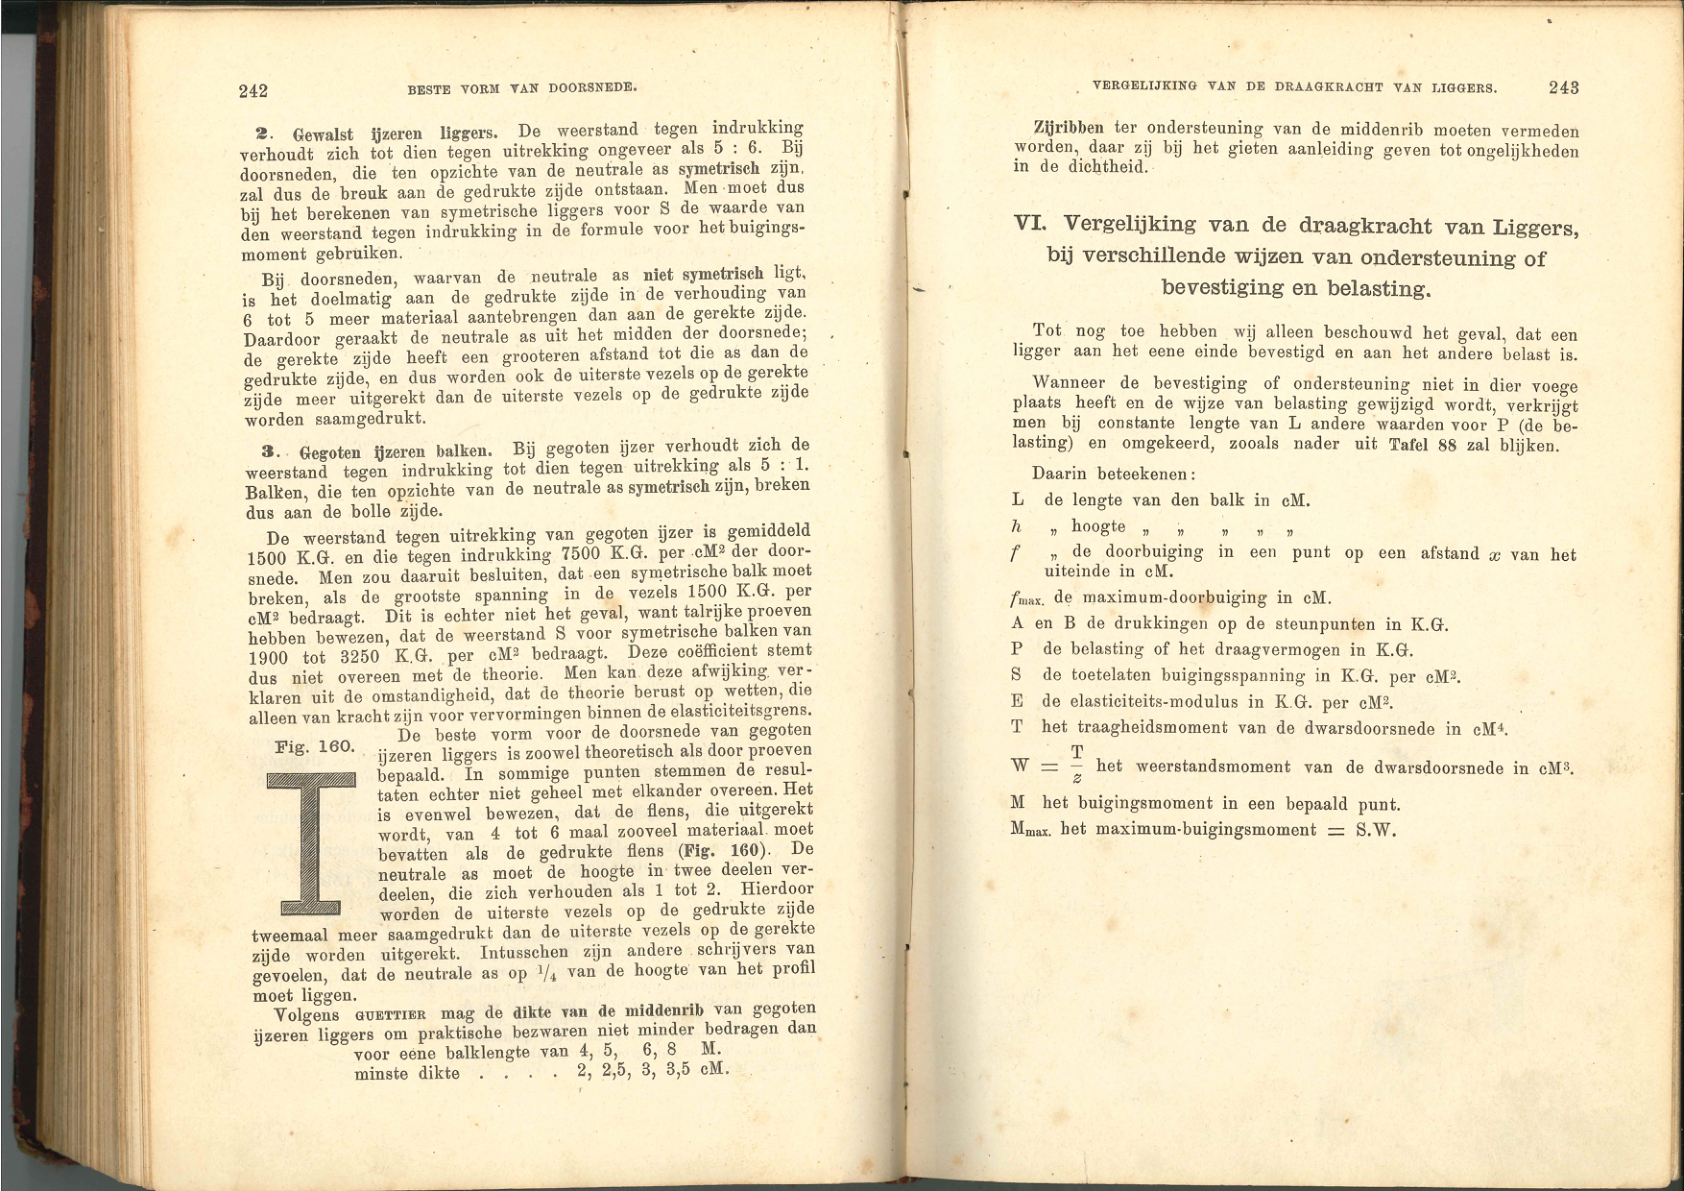 242 BESTE VORM VAN DOORSNEDE.
2. Gewalst ijzeren liggers. De weerstand tegen indrukking
verhoudt zich tot dien tegen uitrekking ongeveer als 5 : 6. Bij
doorsneden, die ten opzichte van de neutrale as symetrisch zijn,
zal dus de breuk aan de gedrukte zijde ontstaan. Men moet dus
bij het berekenen van symetrische liggers voor S de waarde van
den weerstand tegen indrukking in de formule voor het buigings-
moment gebruiken.
Bij doorsneden, waarvan de neutrale as niet symetrisch ligt,
is het doelmatig aan de gedrukte zijde in de verhouding van
6 tot 5 meer materiaal aantebrengen dan aan de gerekte zijde.
Daardoor geraakt de neutrale as uit het midden der doorsnede;
de gerekte zijde heeft een grooteren afstand tot die as dan de
gedrukte zijde, en dus worden ook de uiterste vezels op de gerekte
zijde meer uitgerekt dan de uiterste vezels op de gedrukte zijde
worden saamgedrukt.
3. Gegoten ijzeren balken. Bij gegoten ijzer verhoudt zich de
weerstand tegen indrukking tot dien tegen uitrekking als 5 : 1.
Balken, die ten opzichte van de neutrale as symetrisch zijn, breken
dus aan de bolle zijde.
De weerstand tegen uitrekking van gegoten ijzer is gemiddeld
1500 K.G. en die tegen indrukking 7500 K.G. per cM² der door-
snede. Men zou daaruit besluiten, dat een symetrische balk moet
breken, als de grootste spanning in de vezels 1500 K.G. per
cM² bedraagt. Dit is echter niet het geval, want talrijke proeven
hebben bewezen, dat de weerstand S voor symetrische balken van
1900 tot 3250 K.G. per cM² bedraagt. Deze coëfficient stemt
dus niet overeen met de theorie. Men kan deze afwijking ver-
klaren uit de omstandigheid, dat de theorie berust op wetten, die
alleen van kracht zijn voor vervormingen binnen de elasticiteitsgrens.
De beste vorm voor de doorsnede van gegoten
Fig. 160. ijzeren liggers is zoowel theoretisch als door proeven
bepaald. In sommige punten stemmen de resul-
taten echter niet geheel met elkander overeen. Het
is evenwel bewezen, dat de flens, die uitgerekt
wordt, van 4 tot 6 maal zooveel materiaal moet
bevatten als de gedrukte flens (Fig. 160). De
neutrale as moet de hoogte in twee deelen ver-
deelen, die zich verhouden als 1 tot 2. Hierdoor
worden de uiterste vezels op de gedrukte zijde
tweemaal meer saamgedrukt dan de uiterste vezels op de gerekte
zijde worden uitgerekt. Intusschen zijn andere schrijvers van
gevoelen, dat de neutrale as op 1/4 van de hoogte van het profil
moet liggen.
Volgens GUETTIER mag de dikte van de middenrib van gegoten
ijzeren liggers om praktische bezwaren niet minder bedragen dan
voor eene balklengte van 4, 5, 6, 8 M.
minste dikte . . . . 2, 2,5, 3, 3,5 cM.
VERGELIJKING VAN DE DRAAGKRACHT VAN LIGGERS. 243
Zijribben ter ondersteuning van de middenrib moeten vermeden
worden, daar zij bij het gieten aanleiding geven tot ongelijkheden
in de dichtheid.
VI. Vergelijking van de draagkracht van Liggers,
bij verschillende wijzen van ondersteuning of
bevestiging en belasting.
Tot nog toe hebben wij alleen beschouwd het geval, dat een
ligger aan het eene einde bevestigd en aan het andere belast is.
Wanneer de bevestiging of ondersteuning niet in dier voege
plaats heeft en de wijze van belasting gewijzigd wordt, verkrijgt
men bij constante lengte van L andere waarden voor P (de be-
lasting) en omgekeerd, zooals nader uit Tafel 88 zal blijken.
Daarin beteekenen:
L de lengte van den balk in cM.
h „ hoogte „ „ „ „ „
f „ de doorbuiging in een punt op een afstand x van het
uiteinde in cM.
fmax. de maximum-doorbuiging in cM.
A en B de drukkingen op de steunpunten in K.G.
P de belasting of het draagvermogen in K.G.
S de toetelaten buigingsspanning in K.G. per cM².
E de elasticiteits-modulus in K.G. per cM².
T het traagheidsmoment van de dwarsdoorsnede in cM⁴.
W = T/z het weerstandsmoment van de dwarsdoorsnede in cM³.
M het buigingsmoment in een bepaald punt.
Mmax. het maximum-buigingsmoment = S.W.